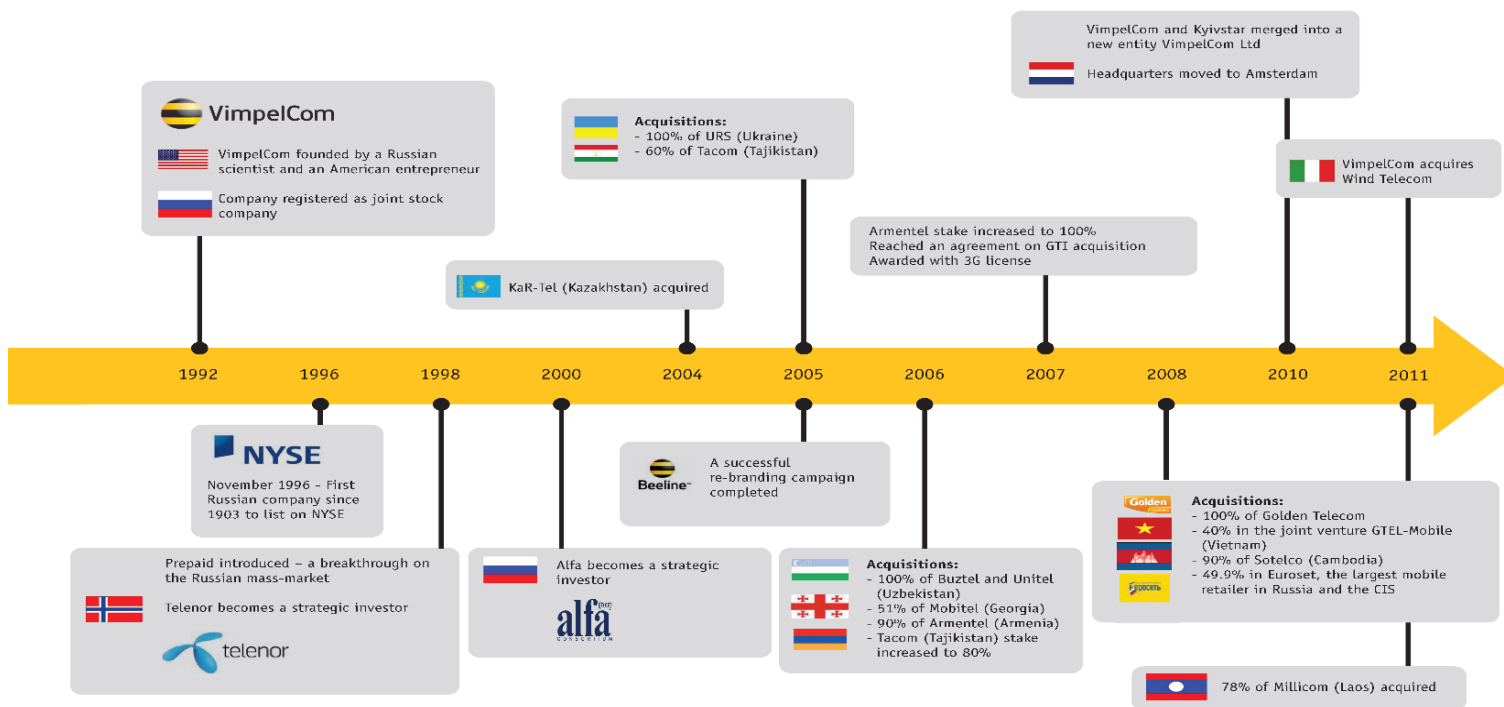 VimpelCom and Kyivstar merged into a
new entity VimpelCom Ltd
Headquarters moved to Amsterdam
VimpelCom
VimpelCom founded by a Russian
scientist and an American entrepreneur
Company registered as joint stock
company
Acquisitions:
- 100% of URS (Ukraine)
- 60% of Tacom (Tajikistan)
VimpelCom acquires
Wind Telecom
Armentel stake increased to 100%
Reached an agreement on GTI acquisition
Awarded with 3G license
KaR-Tel (Kazakhstan) acquired
1992 1996 1998 2000 2004 2005 2006 2007 2008 2010 2011
NYSE
November 1996 - First
Russian company since
1903 to list on NYSE
Beeline™
A successful
re-branding campaign
completed
Golden
Acquisitions:
- 100% of Golden Telecom
- 40% in the joint venture GTEL-Mobile
(Vietnam)
- 90% of Sotelco (Cambodia)
- 49.9% in Euroset, the largest mobile
retailer in Russia and the CIS
Евросеть
Prepaid introduced – a breakthrough on
the Russian mass-market
Telenor becomes a strategic investor
telenor
Alfa becomes a strategic
investor
alfa
group
CONSORTIUM
Acquisitions:
- 100% of Buztel and Unitel
(Uzbekistan)
- 51% of Mobitel (Georgia)
- 90% of Armentel (Armenia)
- Tacom (Tajikistan) stake
increased to 80%
78% of Millicom (Laos) acquired